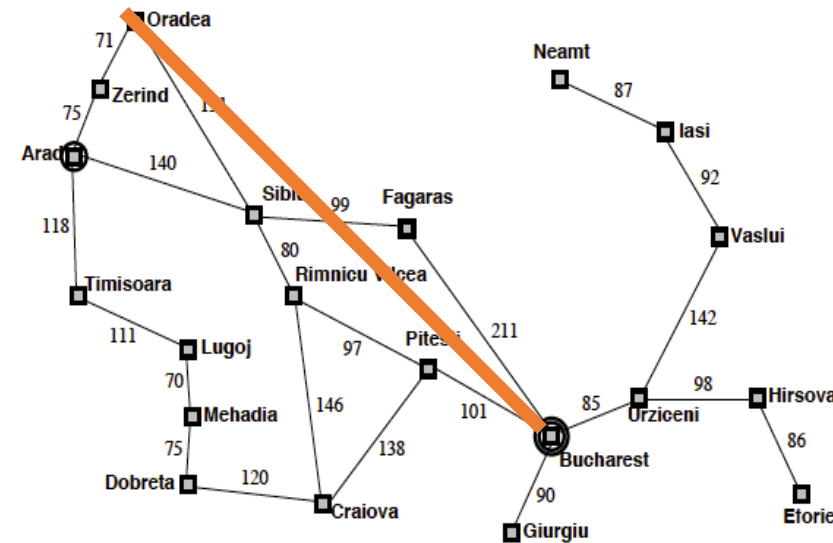 Oradea
71
Neamt
87
Zerind
75
Iasi
Arad
140
92
Sibiu
99
Fagaras
118
Vaslui
80
Timisoara
Rimnicu Vilcea
142
111
211
Lugoj
97
Pitesti
70
98
146
101
85
Hirsova
Mehadia
Urziceni
75
138
86
Bucharest
Dobreta
120
90
Craiova
Eforie
Giurgiu